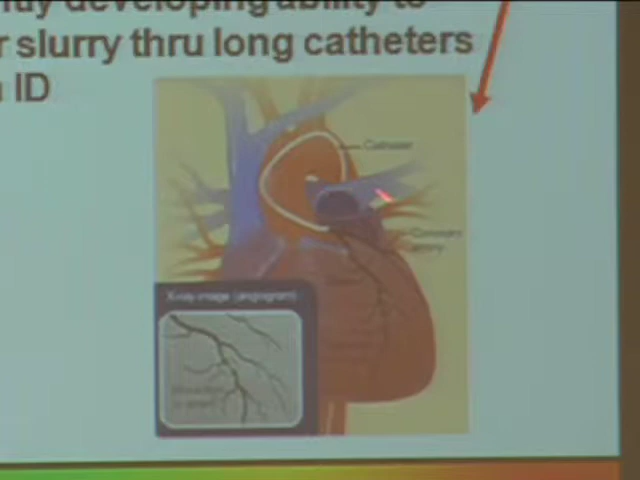 developing ability to
r slurry thru long catheters
ID
Catheter
Coronary
artery
X-ray image (angiogram)